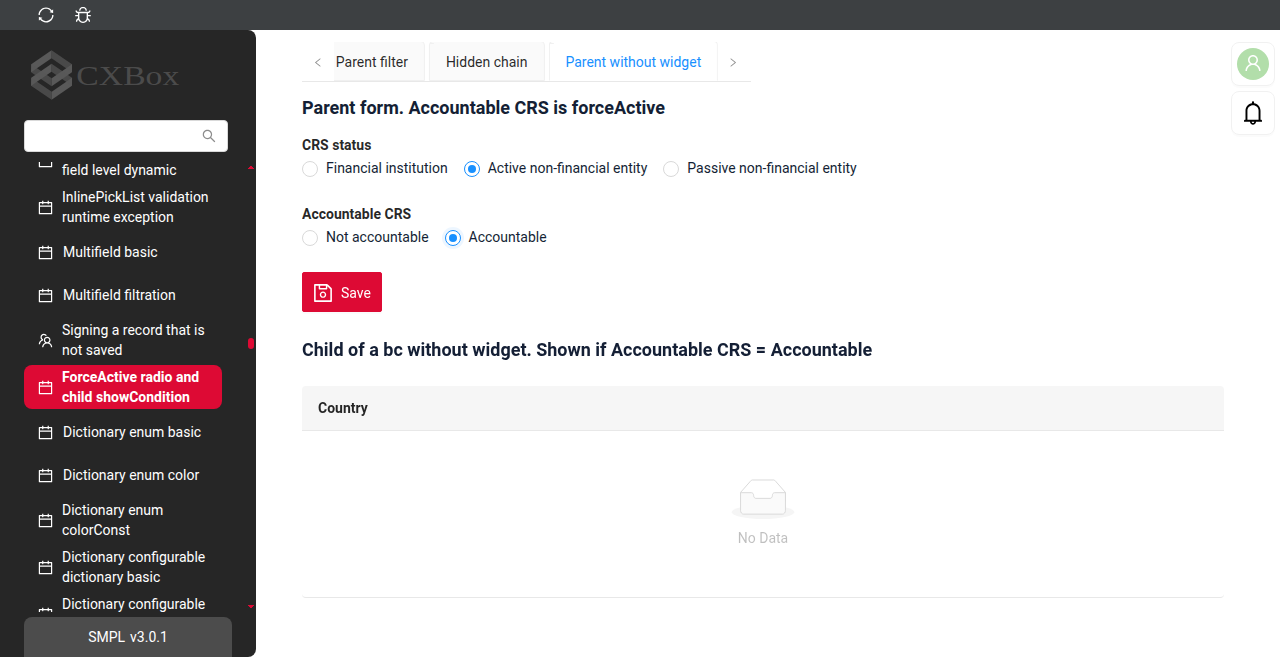 CXBox
field level dynamic
InlinePickList validation
runtime exception
Multifield basic
Multifield filtration
Signing a record that is
not saved
ForceActive radio and
child showCondition
Dictionary enum basic
Dictionary enum color
Dictionary enum
colorConst
Dictionary configurable
dictionary basic
Dictionary configurable
SMPL v3.0.1
Parent filter
Hidden chain
Parent without widget
Parent form. Accountable CRS is forceActive
CRS status
Financial institution
Active non-financial entity
Passive non-financial entity
Accountable CRS
Not accountable
Accountable
Save
Child of a bc without widget. Shown if Accountable CRS = Accountable
Country
No Data